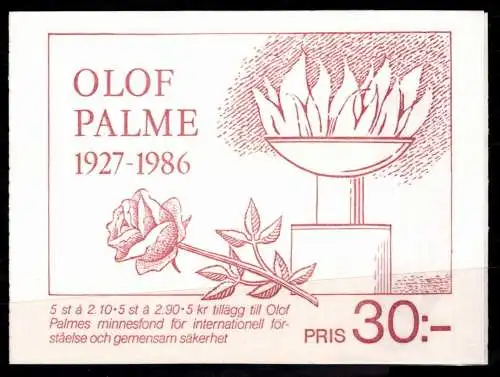 OLOF
PALME
1927-1986
5 st à 2.10・5 st à 2.90・5 kr tillägg till Olof
Palmes minnesfond för internationell för-
ståelse och gemensam säkerhet
PRIS 30:-